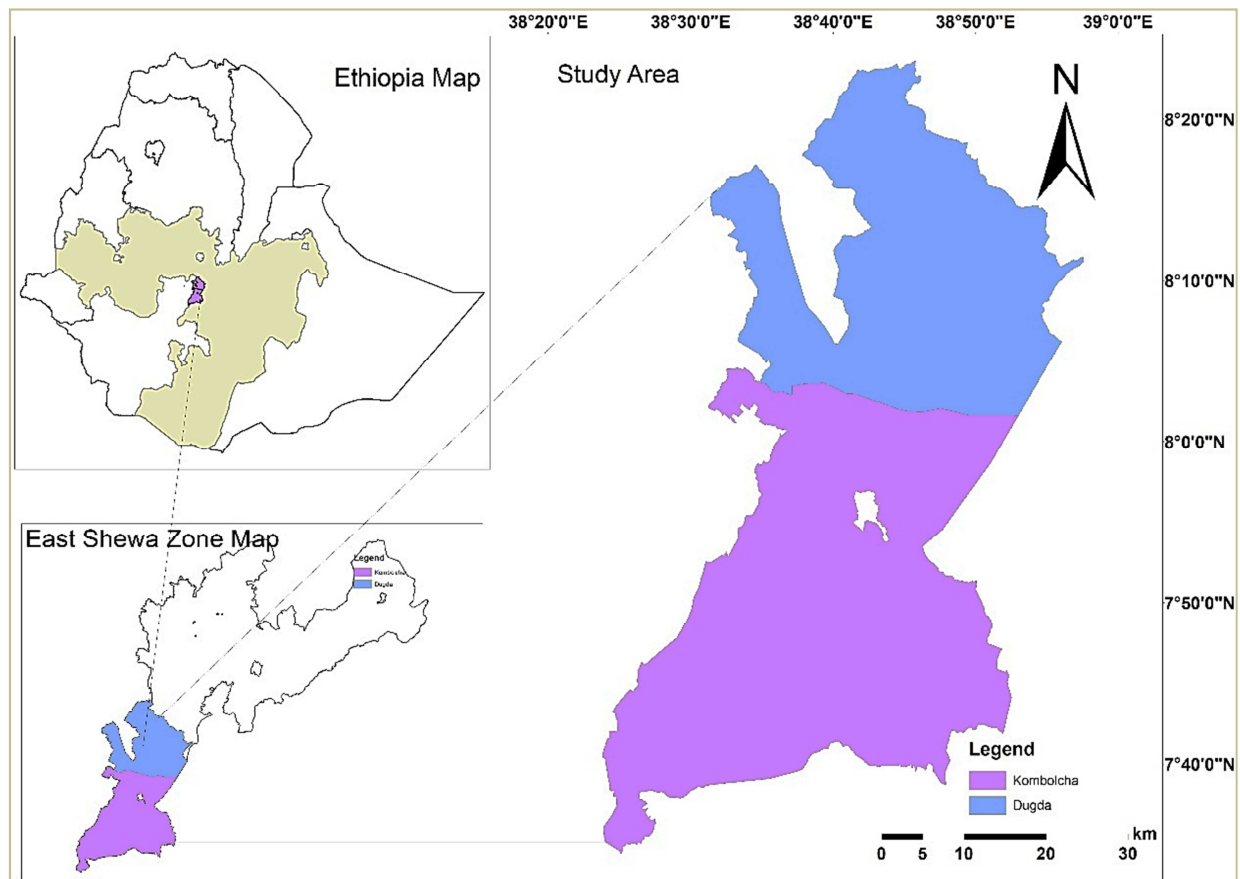 38°20'0"E 38°30'0"E 38°40'0"E 38°50'0"E 39°0'0"E
Ethiopia Map
Study Area
N
8°20'0"N
8°10'0"N
8°0'0"N
East Shewa Zone Map
Legend
Kombolcha
Dugda
7°50'0"N
7°40'0"N
Legend
Kombolcha
Dugda
km
0 5 10 20 30